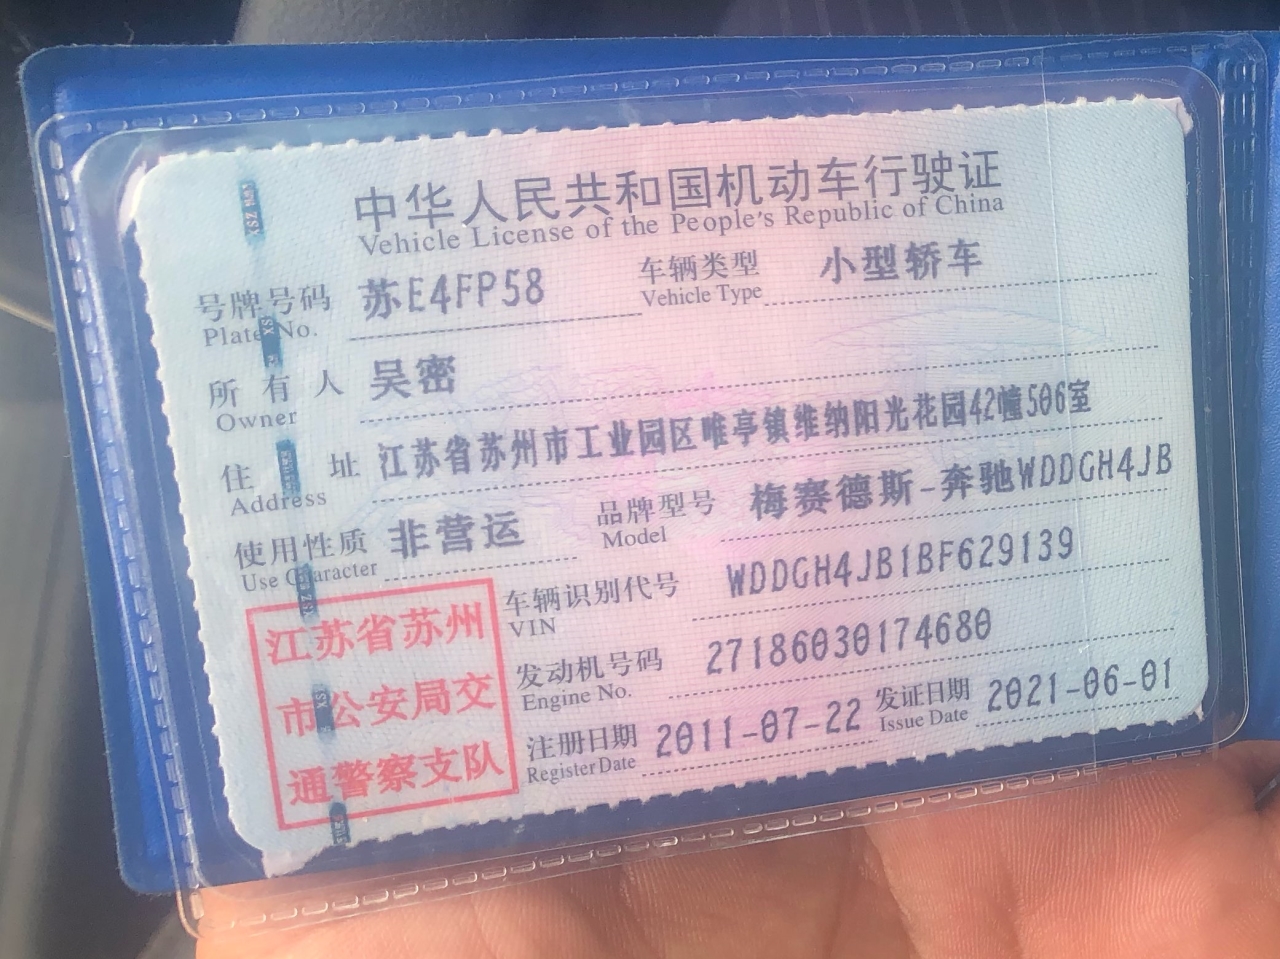 中华人民共和国机动车行驶证
Vehicle License of the People's Republic of China
号牌号码 苏E4FP58 车辆类型 小型轿车
Plate No. Vehicle Type
所有人 吴密
Owner
住址 江苏省苏州市工业园区唯亭镇维纳阳光花园42幢506室
Address
使用性质 非营运 品牌型号 梅赛德斯-奔驰WDDGH4JB
Use Character Model
车辆识别代号 WDDGH4JB1BF629139
VIN
发动机号码 27186030174680
Engine No.
注册日期 2011-07-22 发证日期 2021-06-01
Register Date Issue Date
江苏省苏州
市公安局交
通警察支队